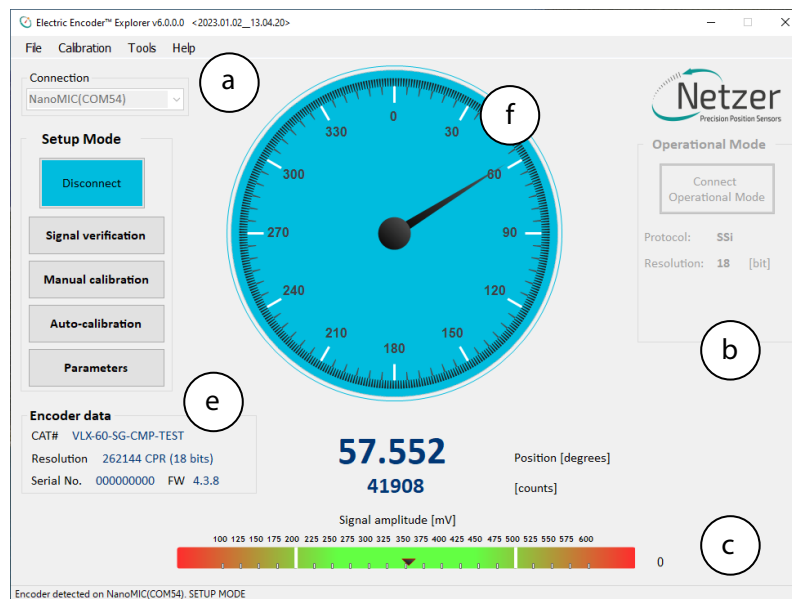 Electric Encoder™ Explorer v6.0.0.0 <2023.01.02__13.04.20>
File Calibration Tools Help
Connection
NanoMIC(COM54)
a
f
Netzer
Precision Position Sensors
Setup Mode
Disconnect
Signal verification
Manual calibration
Auto-calibration
Parameters
0
30
60
90
120
150
180
210
240
270
300
330
Operational Mode
Connect
Operational Mode
Protocol: SSi
Resolution: 18 [bit]
b
e
Encoder data
CAT# VLX-60-SG-CMP-TEST
Resolution 262144 CPR (18 bits)
Serial No. 000000000 FW 4.3.8
57.552 Position [degrees]
41908 [counts]
Signal amplitude [mV]
100 125 150 175 200 225 250 275 300 325 350 375 400 425 450 475 500 525 550 575 600
0
c
Encoder detected on NanoMIC(COM54). SETUP MODE